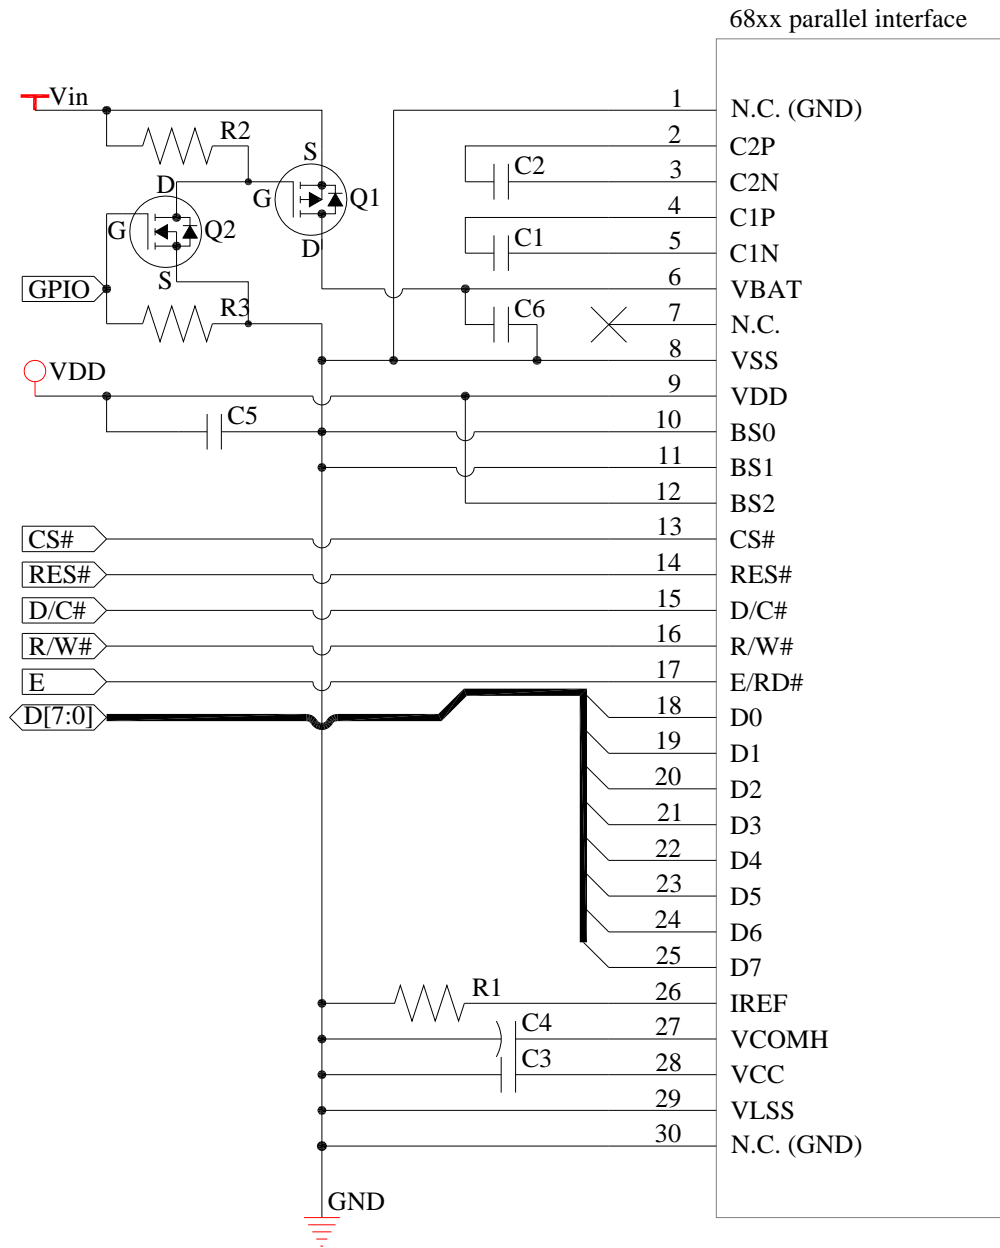 68xx parallel interface
Vin
R2
S
D
G
Q1
G
Q2
D
S
GPIO
R3
VDD
C5
1 N.C. (GND)
2 C2P
C2
3 C2N
4 C1P
C1
5 C1N
6 VBAT
C6
7 N.C.
8 VSS
9 VDD
10 BS0
11 BS1
12 BS2
CS# 13 CS#
RES# 14 RES#
D/C# 15 D/C#
R/W# 16 R/W#
E 17 E/RD#
D[7:0] 18 D0
19 D1
20 D2
21 D3
22 D4
23 D5
24 D6
25 D7
R1 26 IREF
C4 27 VCOMH
C3 28 VCC
29 VLSS
30 N.C. (GND)
GND